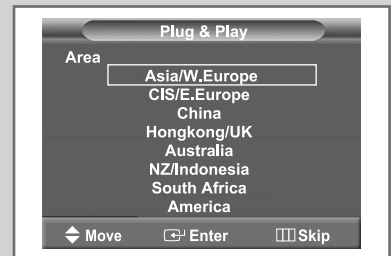 Plug & Play
Area
Asia/W.Europe
CIS/E.Europe
China
Hongkong/UK
Australia
NZ/Indonesia
South Africa
America
Move Enter Skip